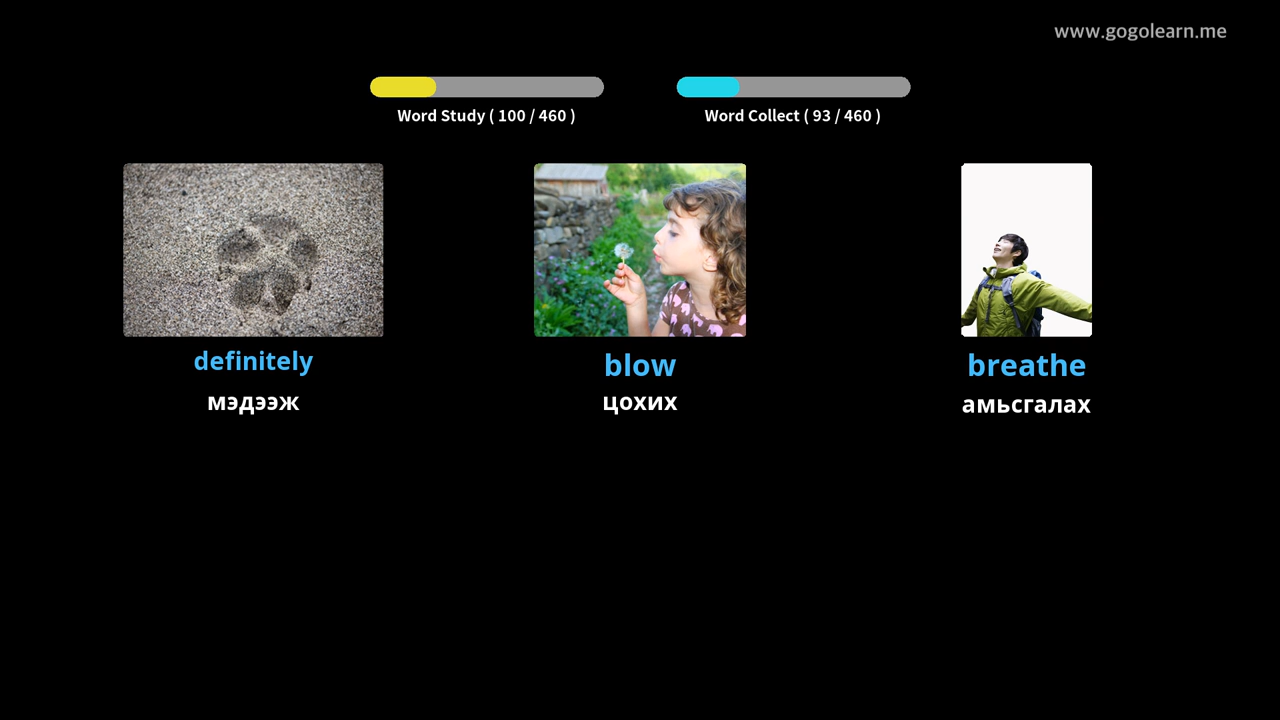 www.gogolearn.me
Word Study ( 100 / 460 )
Word Collect ( 93 / 460 )
definitely
blow
breathe
мэдээж
цохих
амьсгалах